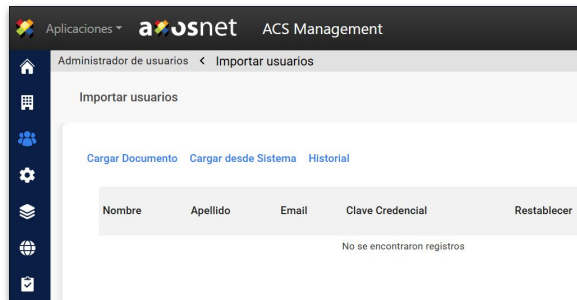 Aplicaciones axosnet ACS Management
Administrador de usuarios < Importar usuarios
Importar usuarios
Cargar Documento Cargar desde Sistema Historial
Nombre Apellido Email Clave Credencial Restablecer
No se encontraron registros